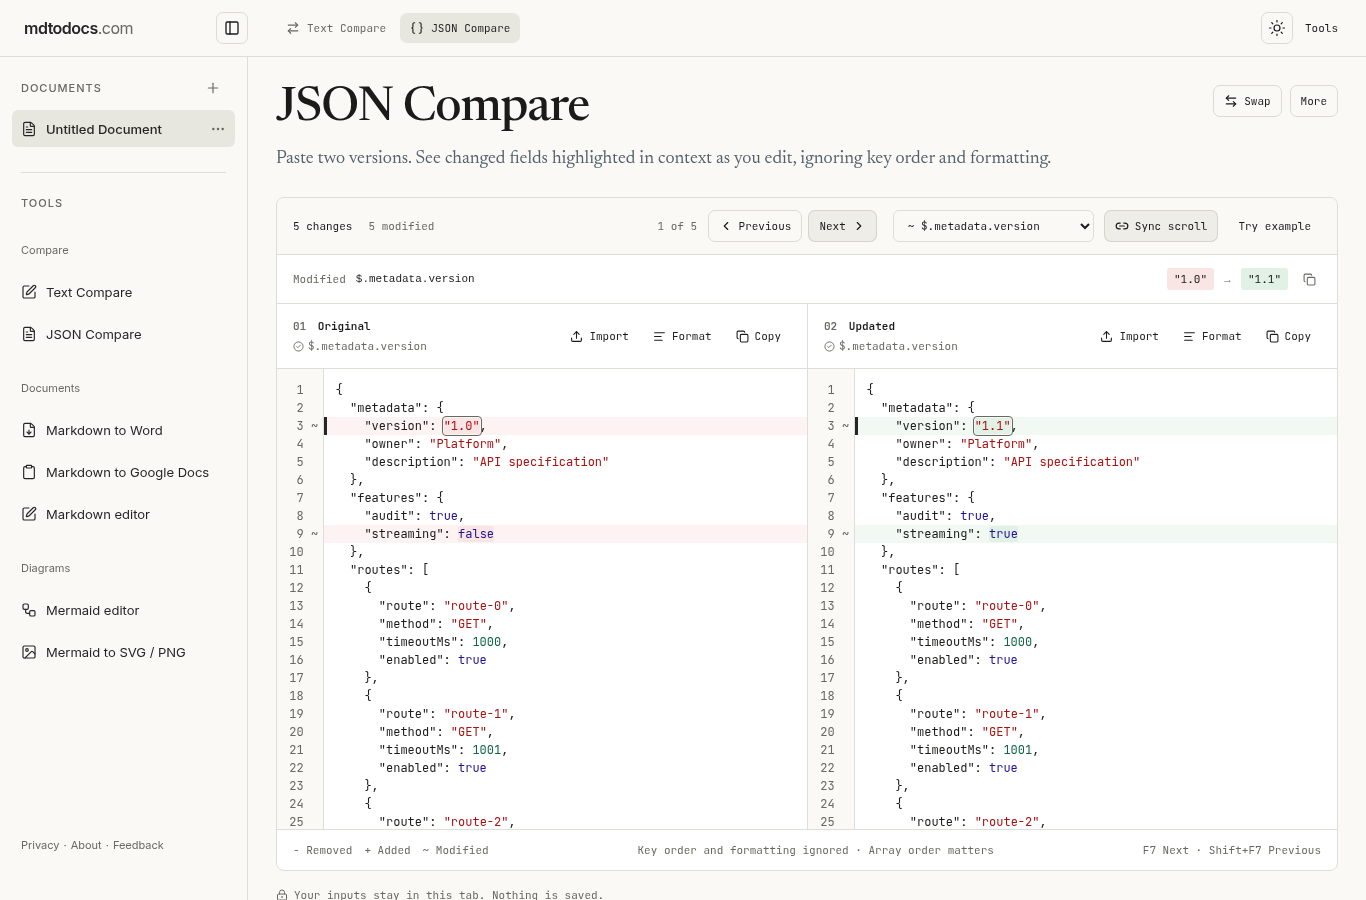 mdtodocs.com
Text Compare
{} JSON Compare
Tools
DOCUMENTS
Untitled Document
TOOLS
Compare
Text Compare
JSON Compare
Documents
Markdown to Word
Markdown to Google Docs
Markdown editor
Diagrams
Mermaid editor
Mermaid to SVG / PNG
Privacy · About · Feedback
JSON Compare
Swap
More
Paste two versions. See changed fields highlighted in context as you edit, ignoring key order and formatting.
5 changes 5 modified
1 of 5
Previous
Next
~ $.metadata.version
Sync scroll
Try example
Modified $.metadata.version
"1.0" → "1.1"
01 Original
$.metadata.version
Import
Format
Copy
1 {
2 "metadata": {
3 ~ "version": "1.0",
4 "owner": "Platform",
5 "description": "API specification"
6 },
7 "features": {
8 "audit": true,
9 ~ "streaming": false
10 },
11 "routes": [
12 {
13 "route": "route-0",
14 "method": "GET",
15 "timeoutMs": 1000,
16 "enabled": true
17 },
18 {
19 "route": "route-1",
20 "method": "GET",
21 "timeoutMs": 1001,
22 "enabled": true
23 },
24 {
25 "route": "route-2",
02 Updated
$.metadata.version
Import
Format
Copy
1 {
2 "metadata": {
3 ~ "version": "1.1",
4 "owner": "Platform",
5 "description": "API specification"
6 },
7 "features": {
8 "audit": true,
9 ~ "streaming": true
10 },
11 "routes": [
12 {
13 "route": "route-0",
14 "method": "GET",
15 "timeoutMs": 1000,
16 "enabled": true
17 },
18 {
19 "route": "route-1",
20 "method": "GET",
21 "timeoutMs": 1001,
22 "enabled": true
23 },
24 {
25 "route": "route-2",
- Removed + Added ~ Modified
Key order and formatting ignored · Array order matters
F7 Next · Shift+F7 Previous
Your inputs stay in this tab. Nothing is saved.